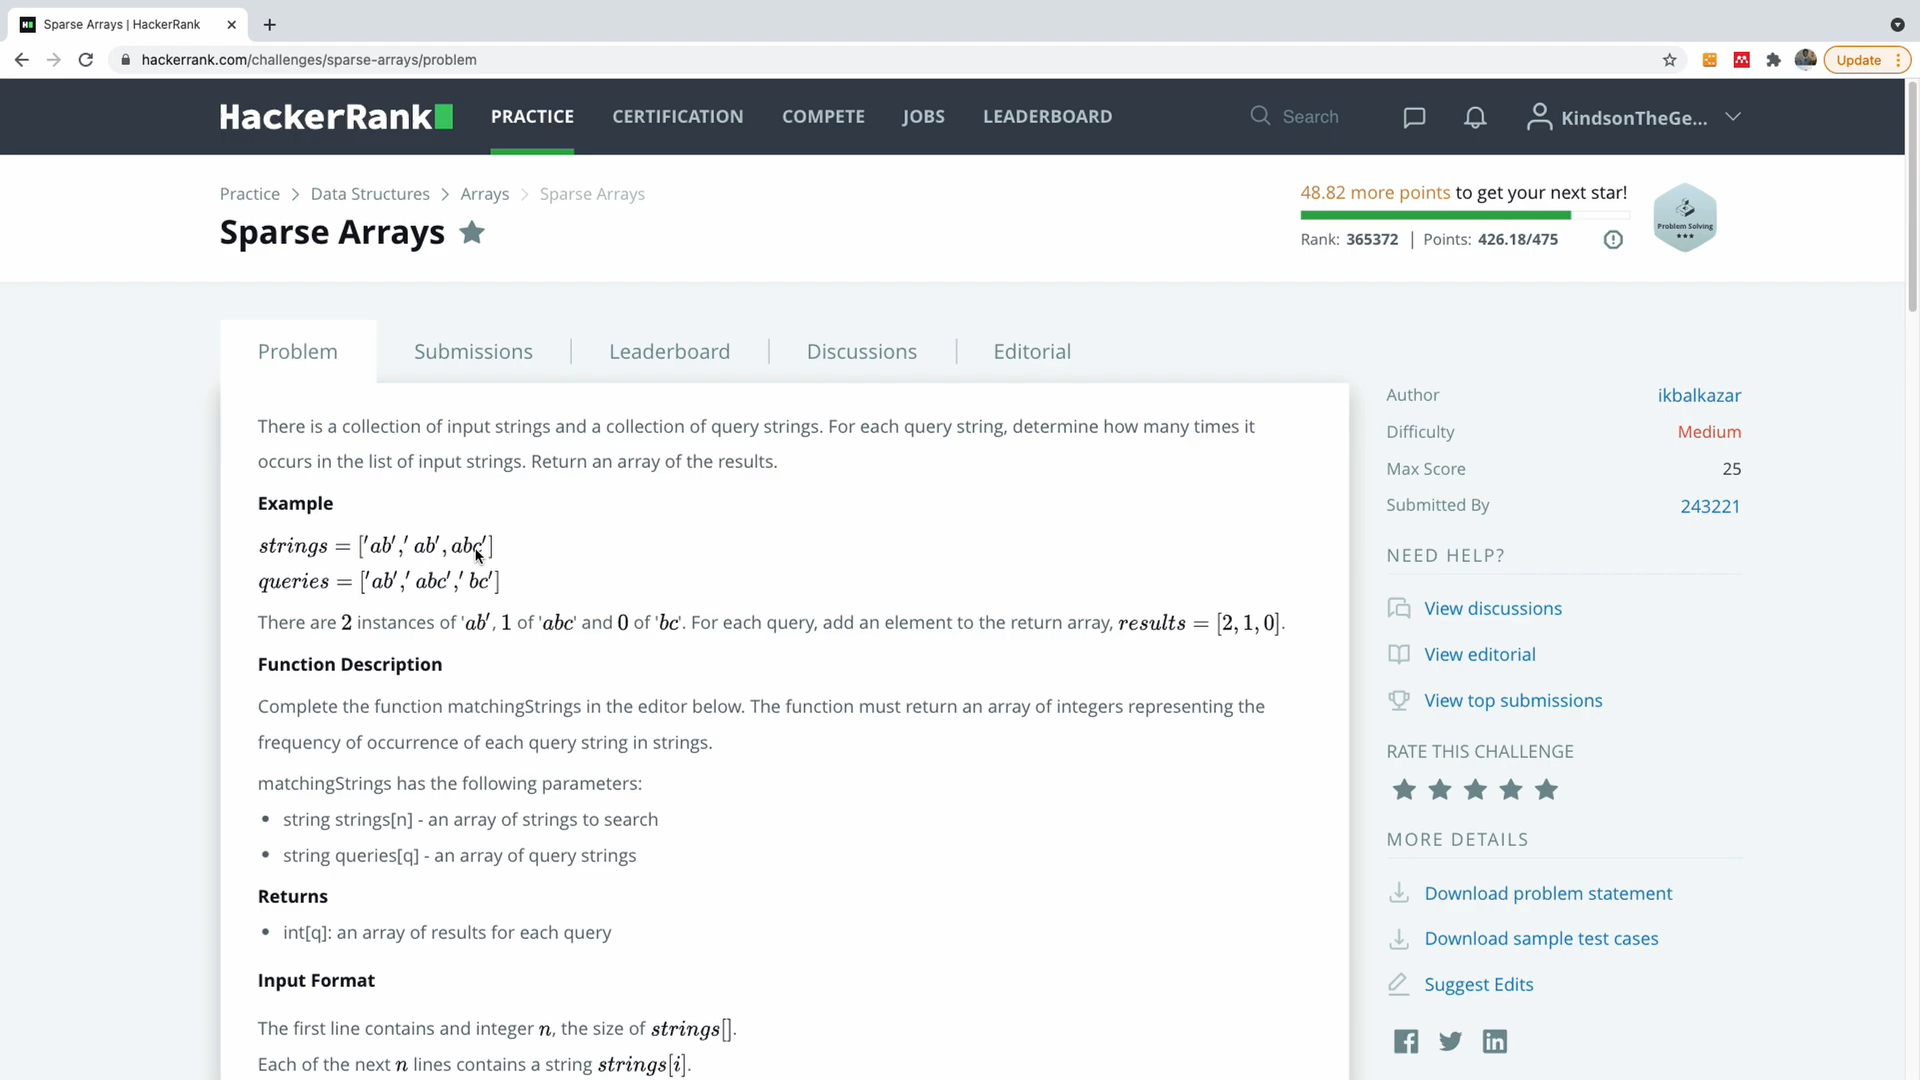 Sparse Arrays | HackerRank
hackerrank.com/challenges/sparse-arrays/problem
Update
HackerRank
PRACTICE
CERTIFICATION
COMPETE
JOBS
LEADERBOARD
Search
KindsonTheGe...
Practice > Data Structures > Arrays > Sparse Arrays
Sparse Arrays
48.82 more points to get your next star!
Rank: 365372 | Points: 426.18/475
Problem Solving
Problem
Submissions
Leaderboard
Discussions
Editorial
There is a collection of input strings and a collection of query strings. For each query string, determine how many times it
occurs in the list of input strings. Return an array of the results.
Example
strings = ['ab',' ab', abc']
queries = ['ab',' abc',' bc']
There are 2 instances of 'ab', 1 of 'abc' and 0 of 'bc'. For each query, add an element to the return array, results = [2, 1, 0].
Function Description
Complete the function matchingStrings in the editor below. The function must return an array of integers representing the
frequency of occurrence of each query string in strings.
matchingStrings has the following parameters:
• string strings[n] - an array of strings to search
• string queries[q] - an array of query strings
Returns
• int[q]: an array of results for each query
Input Format
The first line contains and integer n, the size of strings[].
Each of the next n lines contains a string strings[i].
Author ikbalkazar
Difficulty Medium
Max Score 25
Submitted By 243221
NEED HELP?
View discussions
View editorial
View top submissions
RATE THIS CHALLENGE
MORE DETAILS
Download problem statement
Download sample test cases
Suggest Edits